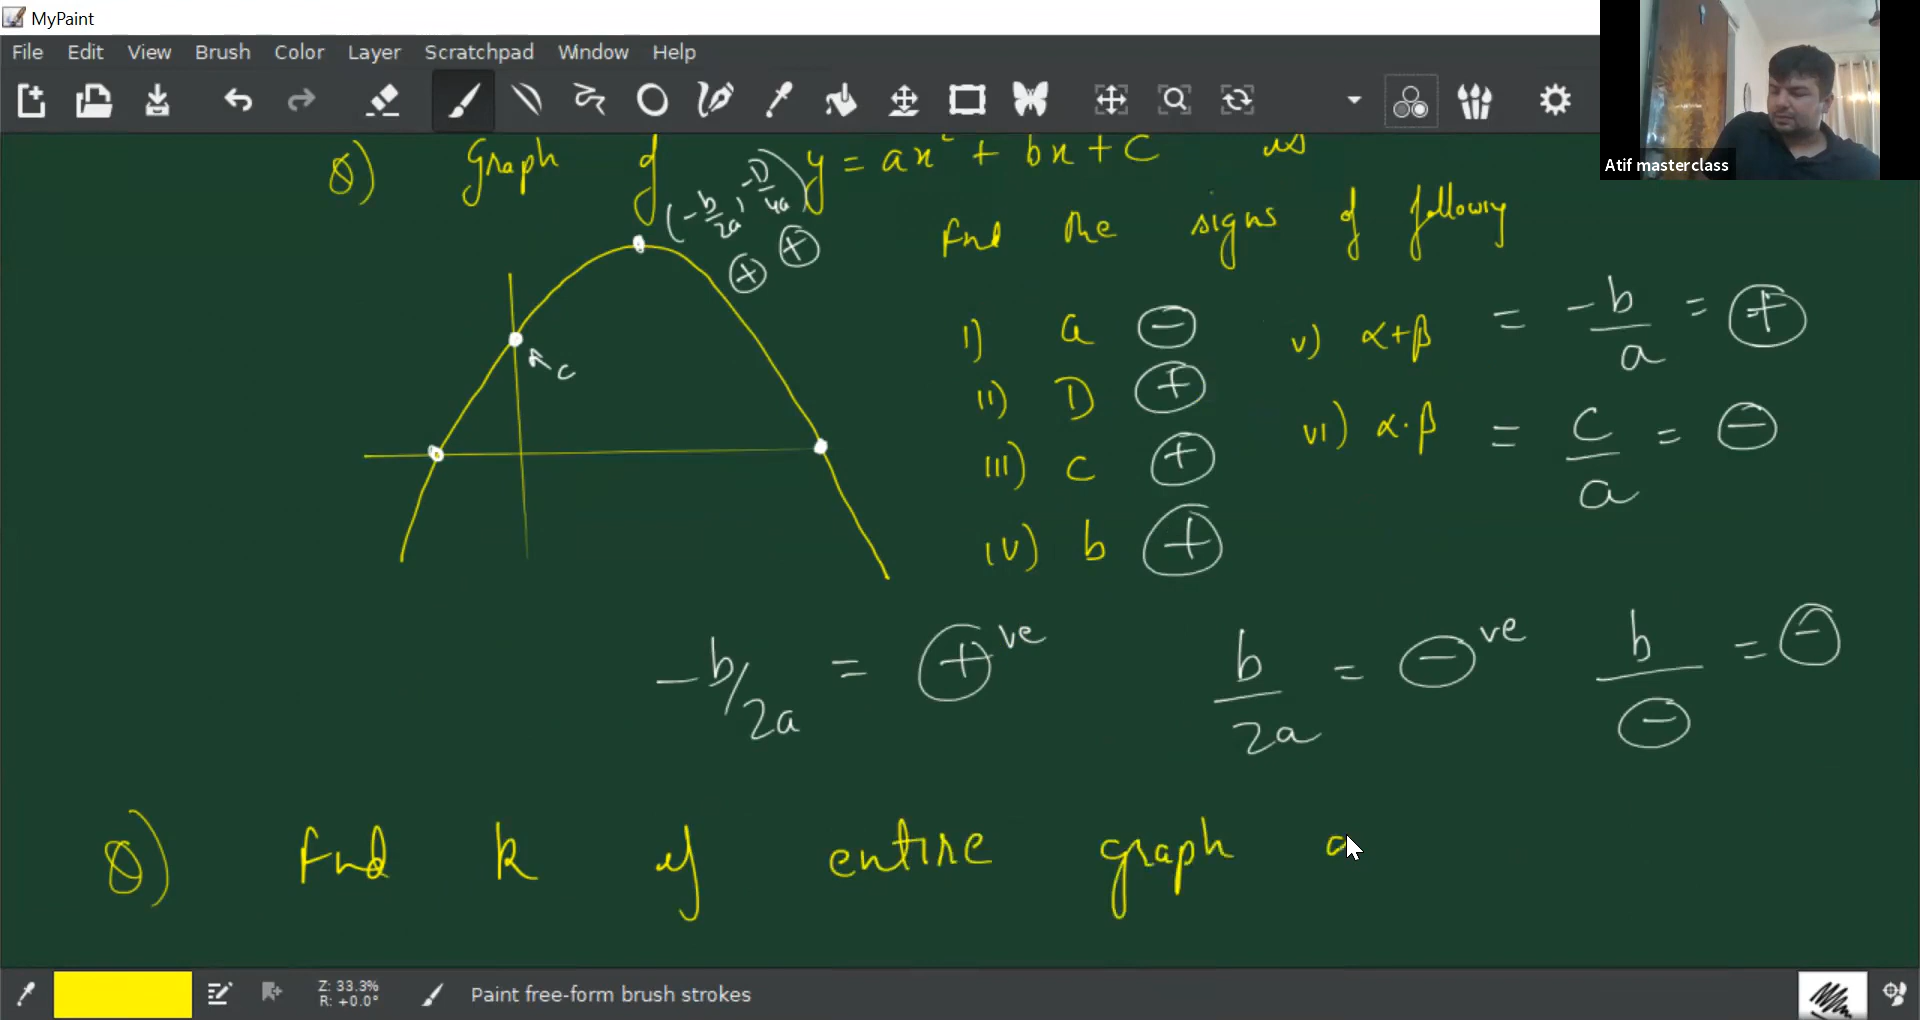 MyPaint
File Edit View Brush Color Layer Scratchpad Window Help
Atif masterclass
Q) Graph of y = ax² + bx + c is
(-b/2a, -D/4a)
⊕ ⊕
c
Find the signs of following
i) a ⊖
ii) D ⊕
iii) c ⊕
iv) b ⊕
v) α+β = -b/a = ⊕
vi) α·β = c/a = ⊖
-b/2a = ⊕ve
b/2a = ⊖ve
b/⊖ = ⊖
Q) Find k if entire graph
Z: 33.3%
R: +0.0°
Paint free-form brush strokes